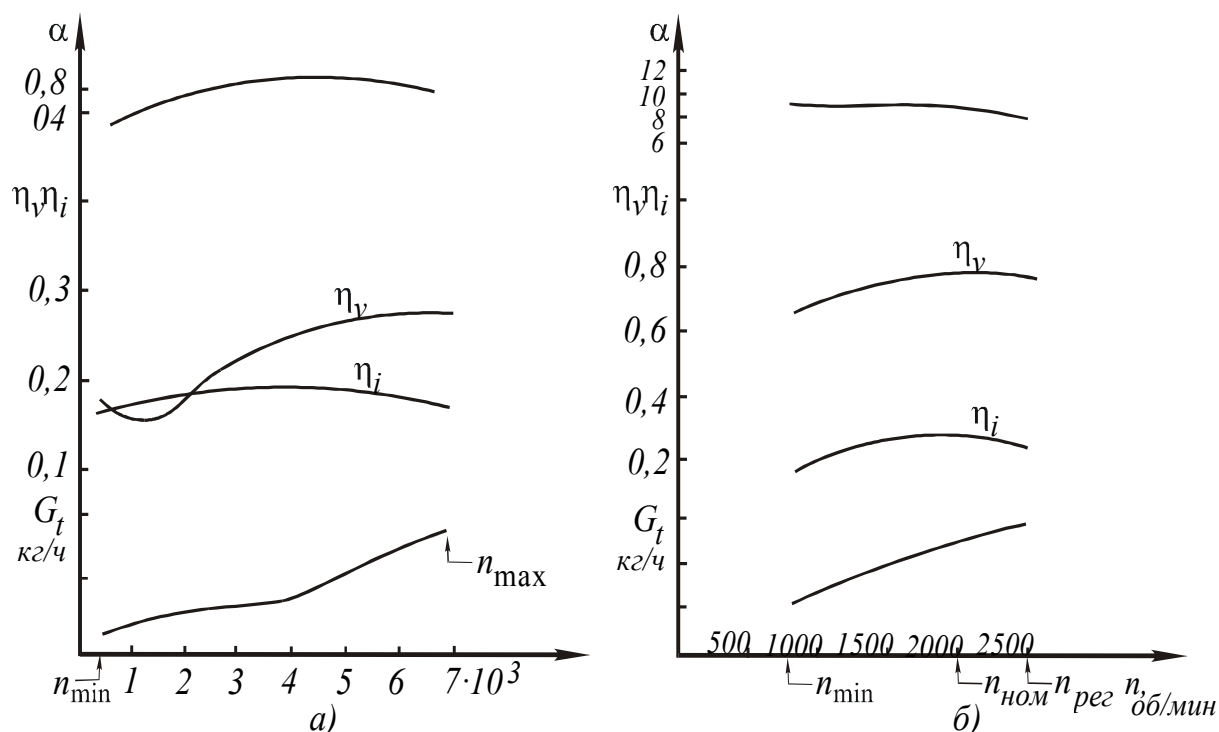 α
0,8
04
η_v η_i
0,3
η_v
0,2
η_i
0,1
G_t
кг/ч
n_max
n_min 1 2 3 4 5 6 7·10³
а)
α
12
10
8
6
η_v η_i
0,8
η_v
0,6
0,4
η_i
0,2
G_t
кг/ч
500 1000 1500 2000 2500
n_min n_ном n_рег n, об/мин
б)